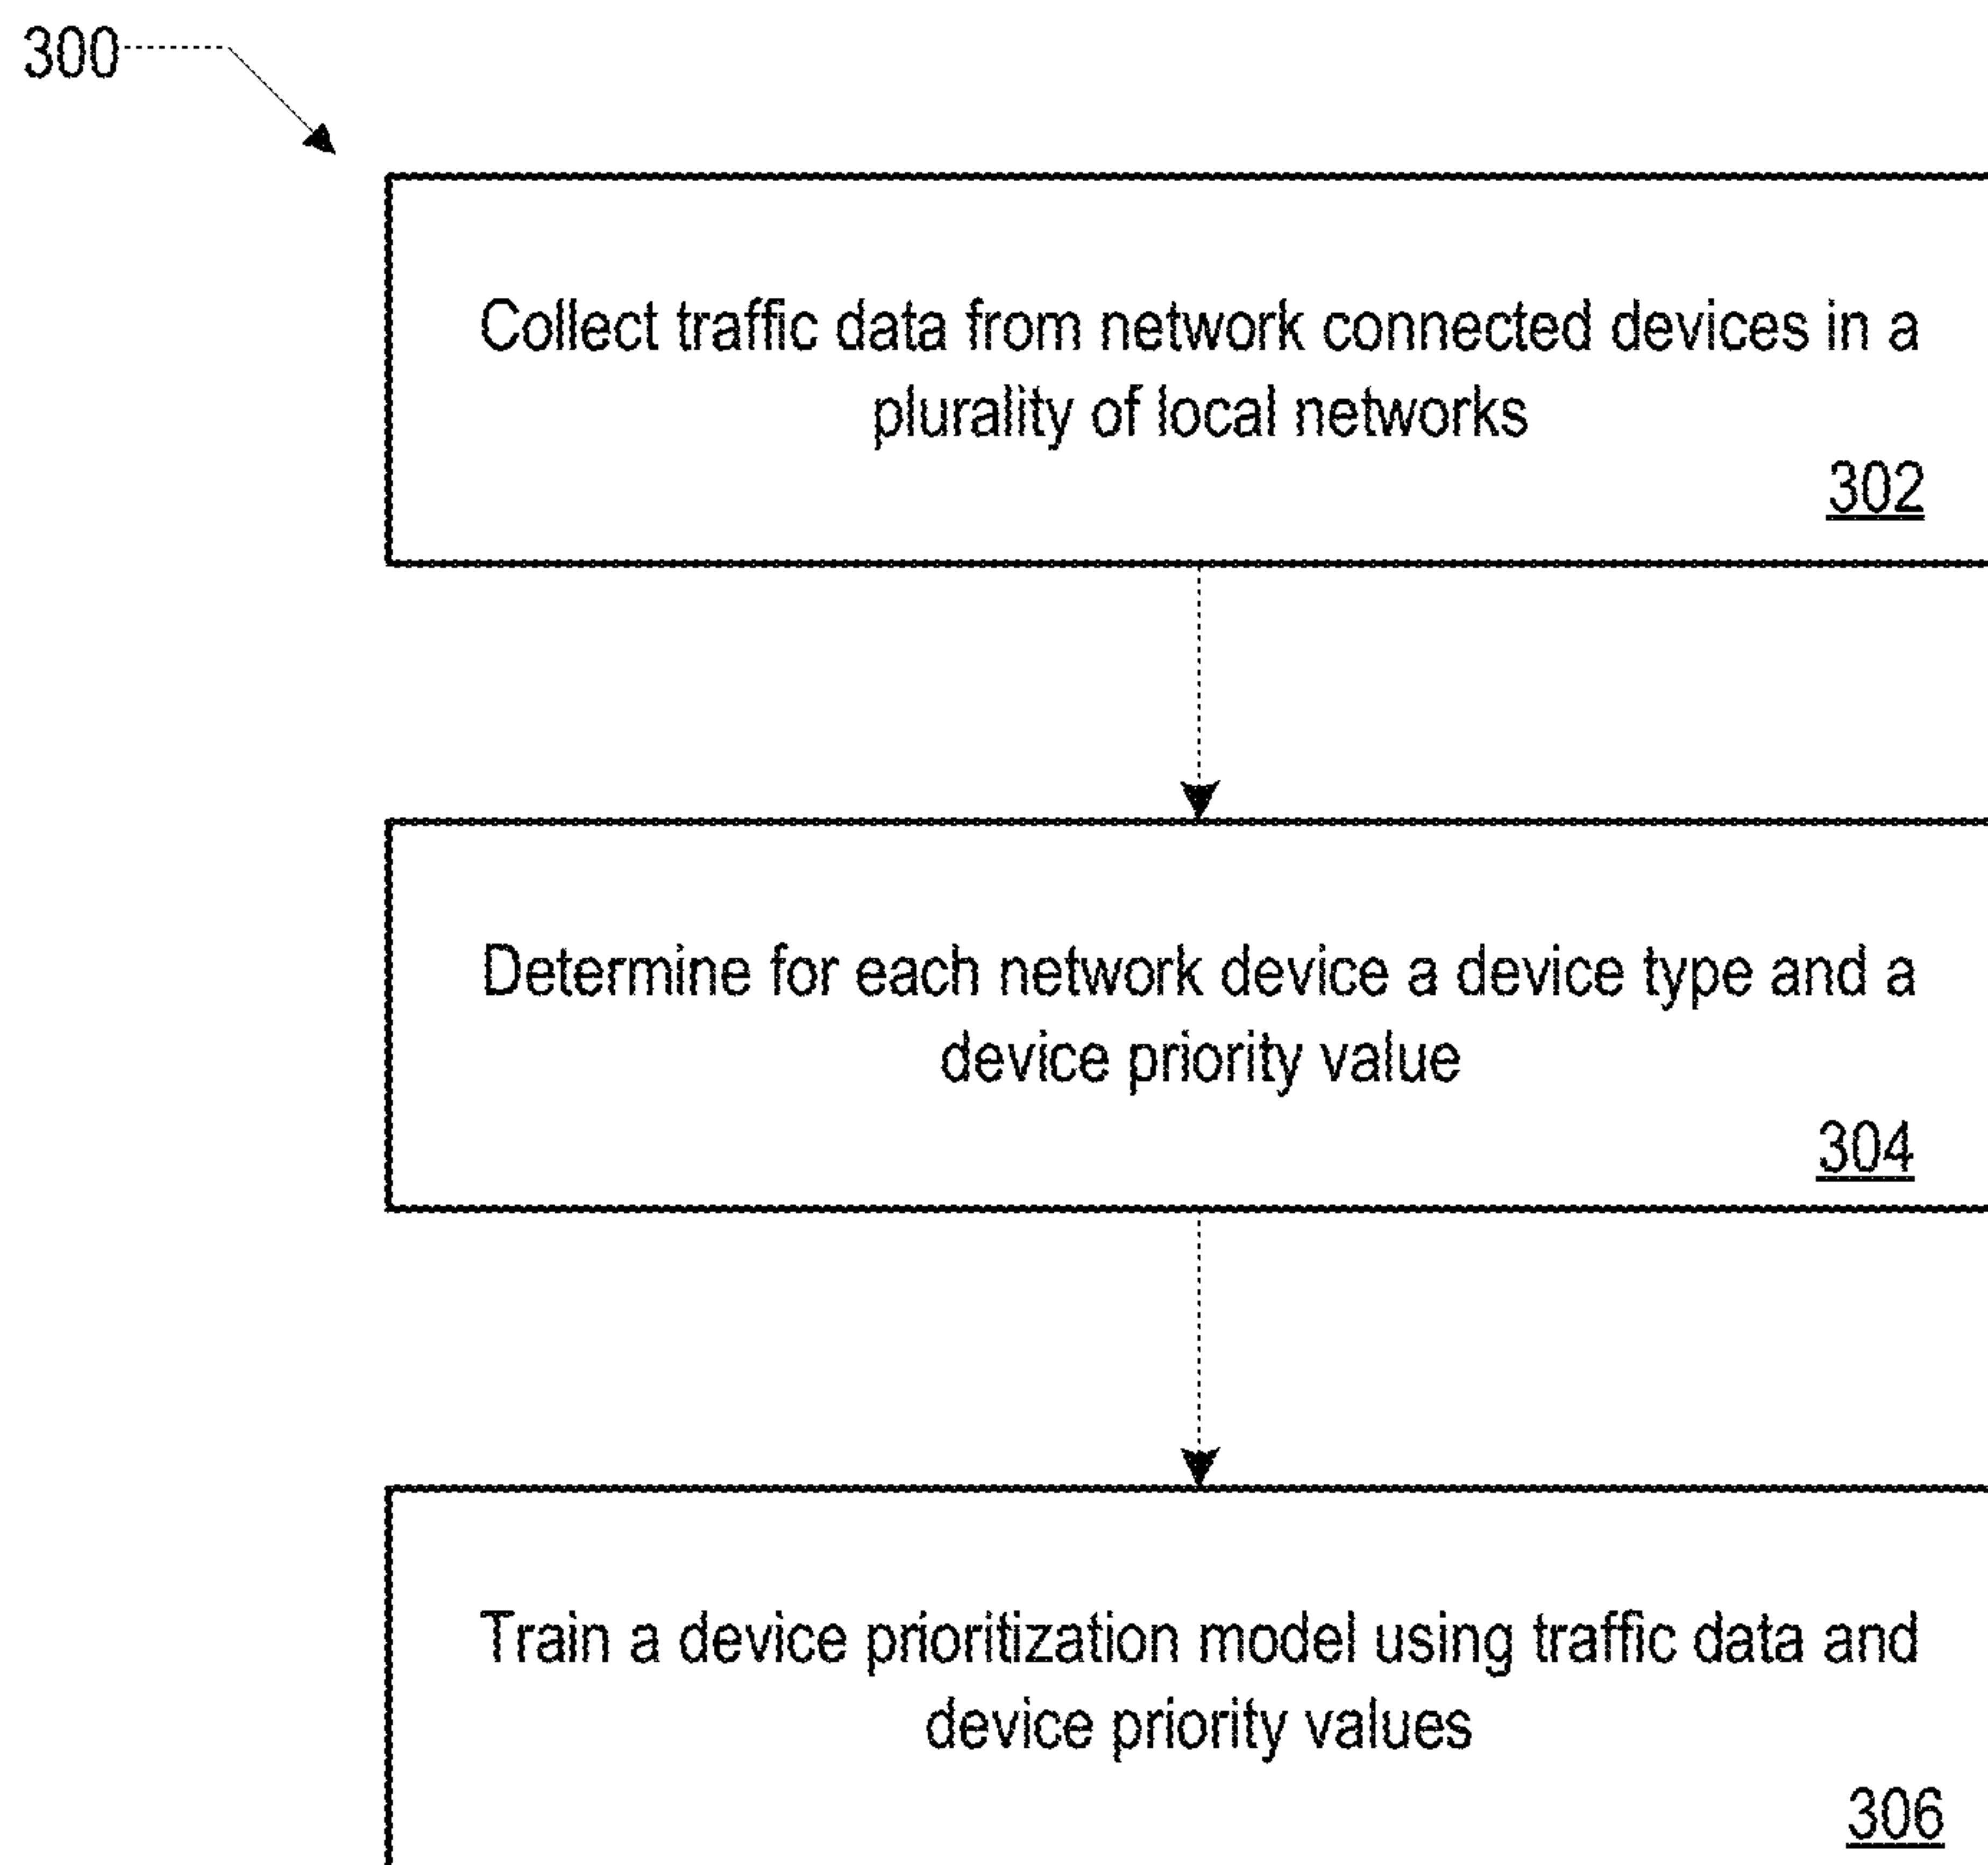 300
Collect traffic data from network connected devices in a
plurality of local networks
302
Determine for each network device a device type and a
device priority value
304
Train a device prioritization model using traffic data and
device priority values
306